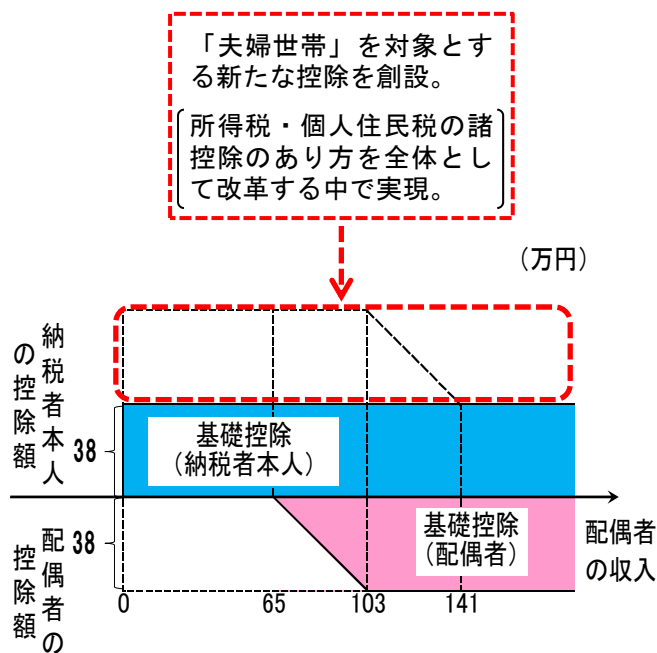 「夫婦世帯」を対象とす
る新たな控除を創設。
所得税・個人住民税の諸
控除のあり方を全体とし
て改革する中で実現。
（万円）
納税者本人
の控除額
38
基礎控除
（納税者本人）
38
配偶者の
控除額
基礎控除
（配偶者）
配偶者
の収入
0
65
103
141